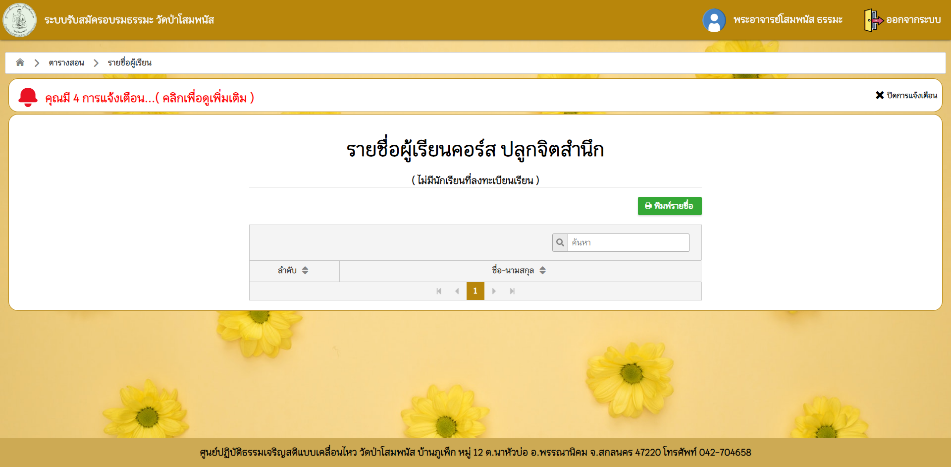 ระบบรับสมัครอบรมธรรมะ วัดป่าโสมพนัส
พระอาจารย์โสมพนัส ธรรมะ
ออกจากระบบ
ตารางสอน
รายชื่อผู้เรียน
คุณมี 4 การแจ้งเตือน...( คลิกเพื่อดูเพิ่มเติม )
ปิดการแจ้งเตือน
รายชื่อผู้เรียนคอร์ส ปลูกจิตสำนึก
( ไม่มีนักเรียนที่ลงทะเบียนเรียน )
พิมพ์รายชื่อ
ค้นหา
ลำดับ
ชื่อ-นามสกุล
1
ศูนย์ปฏิบัติธรรมเจริญสติแบบเคลื่อนไหว วัดป่าโสมพนัส บ้านภูเพ็ก หมู่ 12 ต.นาหัวบ่อ อ.พรรณานิคม จ.สกลนคร 47220 โทรศัพท์ 042-704658